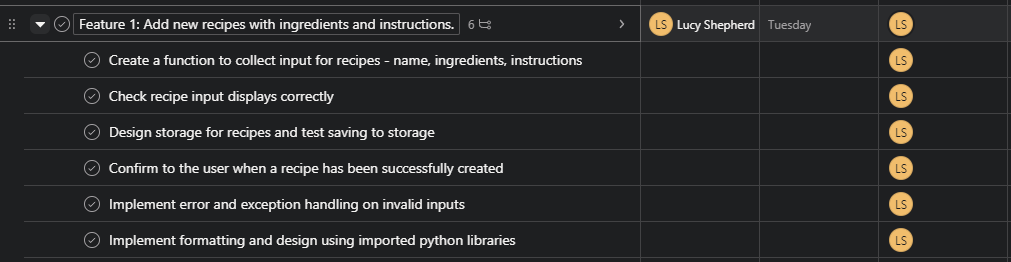 Feature 1: Add new recipes with ingredients and instructions. 6 LS Lucy Shepherd Tuesday LS
Create a function to collect input for recipes - name, ingredients, instructions LS
Check recipe input displays correctly LS
Design storage for recipes and test saving to storage LS
Confirm to the user when a recipe has been successfully created LS
Implement error and exception handling on invalid inputs LS
Implement formatting and design using imported python libraries LS